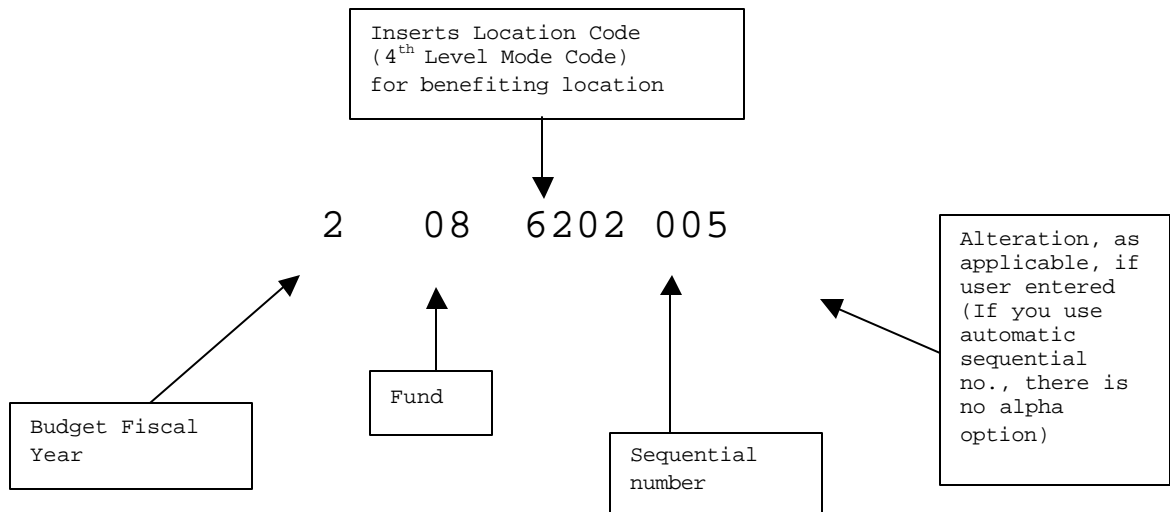 Inserts Location Code
(4th Level Mode Code)
for benefiting location
2 08 6202 005
Alteration, as
applicable, if
user entered
(If you use
automatic
sequential
no., there is
no alpha
option)
Fund
Budget Fiscal
Year
Sequential
number